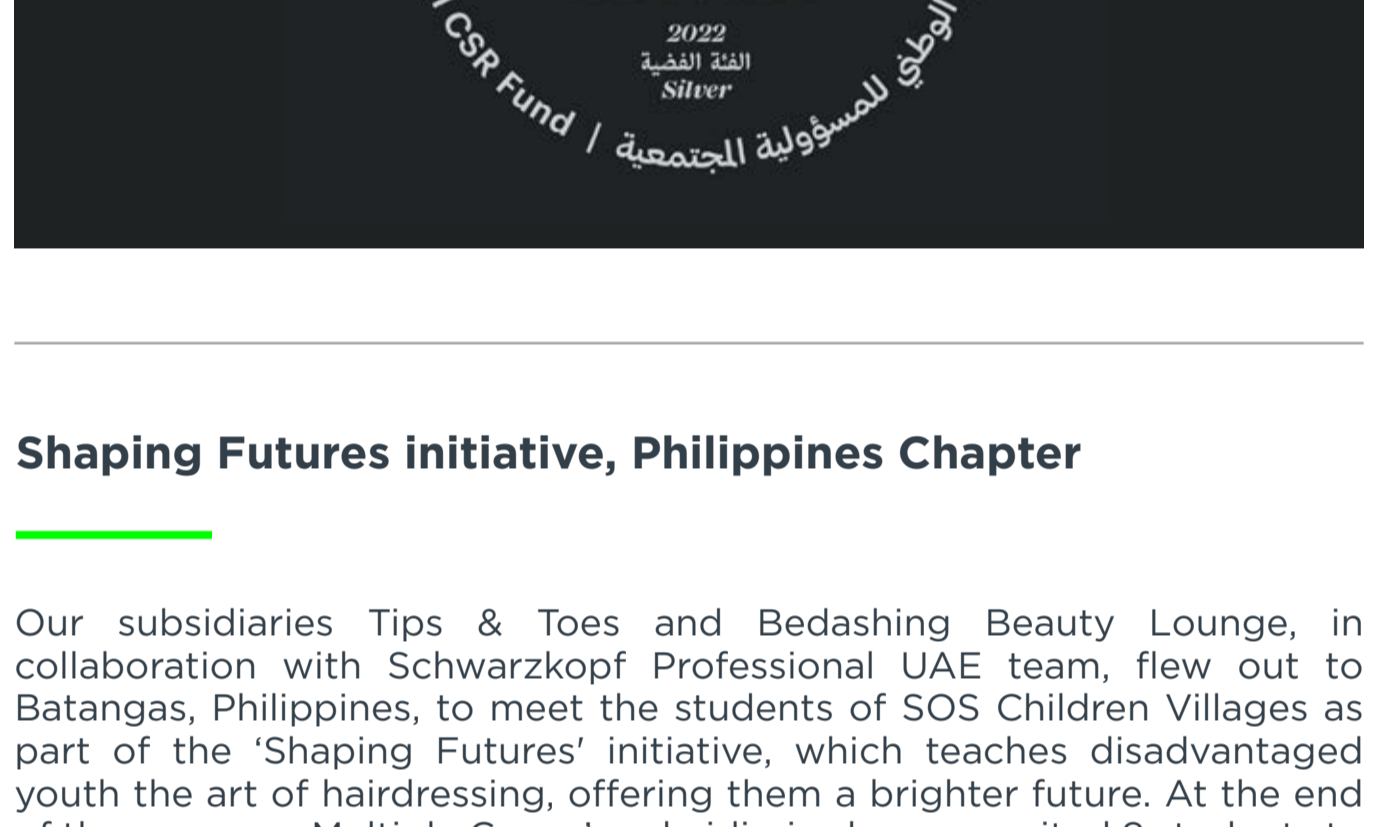 2022
الفئة الفضية
Silver
CSR Fund | الوطني للمسؤولية المجتمعية
Shaping Futures initiative, Philippines Chapter
Our subsidiaries Tips & Toes and Bedashing Beauty Lounge, in
collaboration with Schwarzkopf Professional UAE team, flew out to
Batangas, Philippines, to meet the students of SOS Children Villages as
part of the ‘Shaping Futures' initiative, which teaches disadvantaged
youth the art of hairdressing, offering them a brighter future. At the end